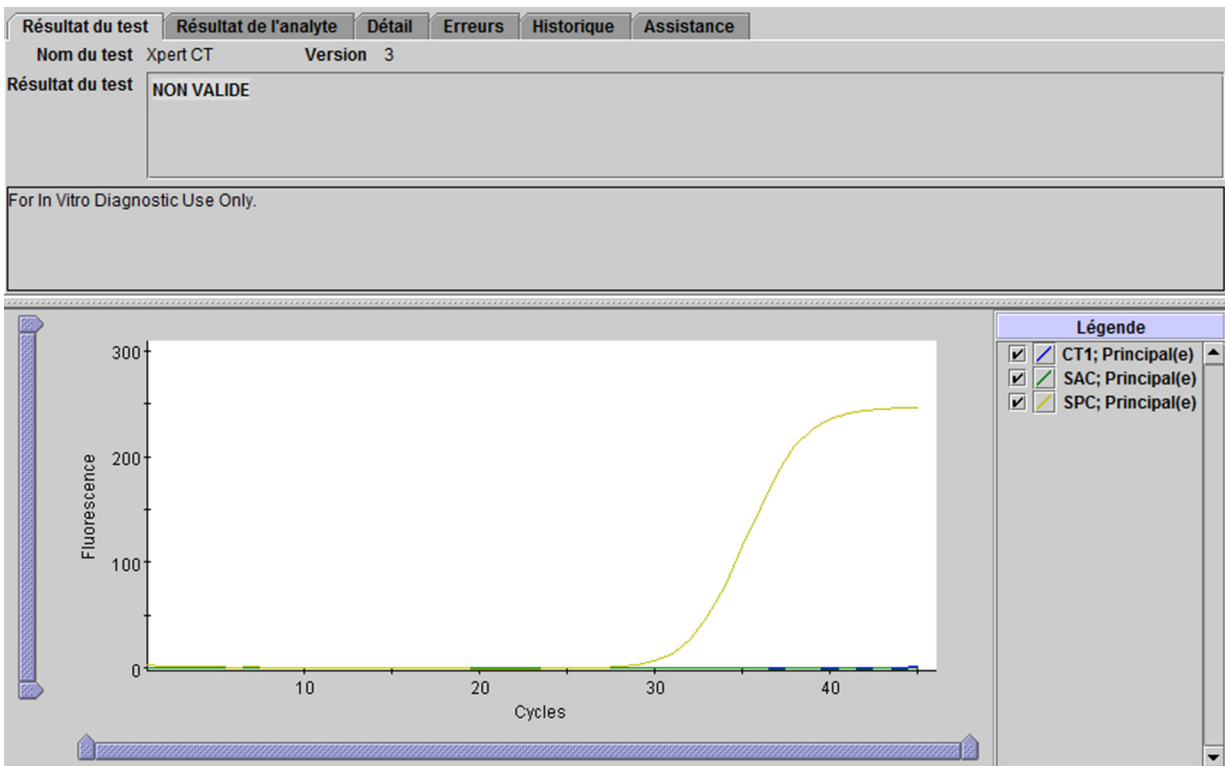 Résultat du test Résultat de l'analyte Détail Erreurs Historique Assistance
Nom du test Xpert CT Version 3
Résultat du test NON VALIDE
For In Vitro Diagnostic Use Only.
Légende
CT1; Principal(e)
SAC; Principal(e)
SPC; Principal(e)
300
200
100
0
Fluorescence
10 20 30 40
Cycles